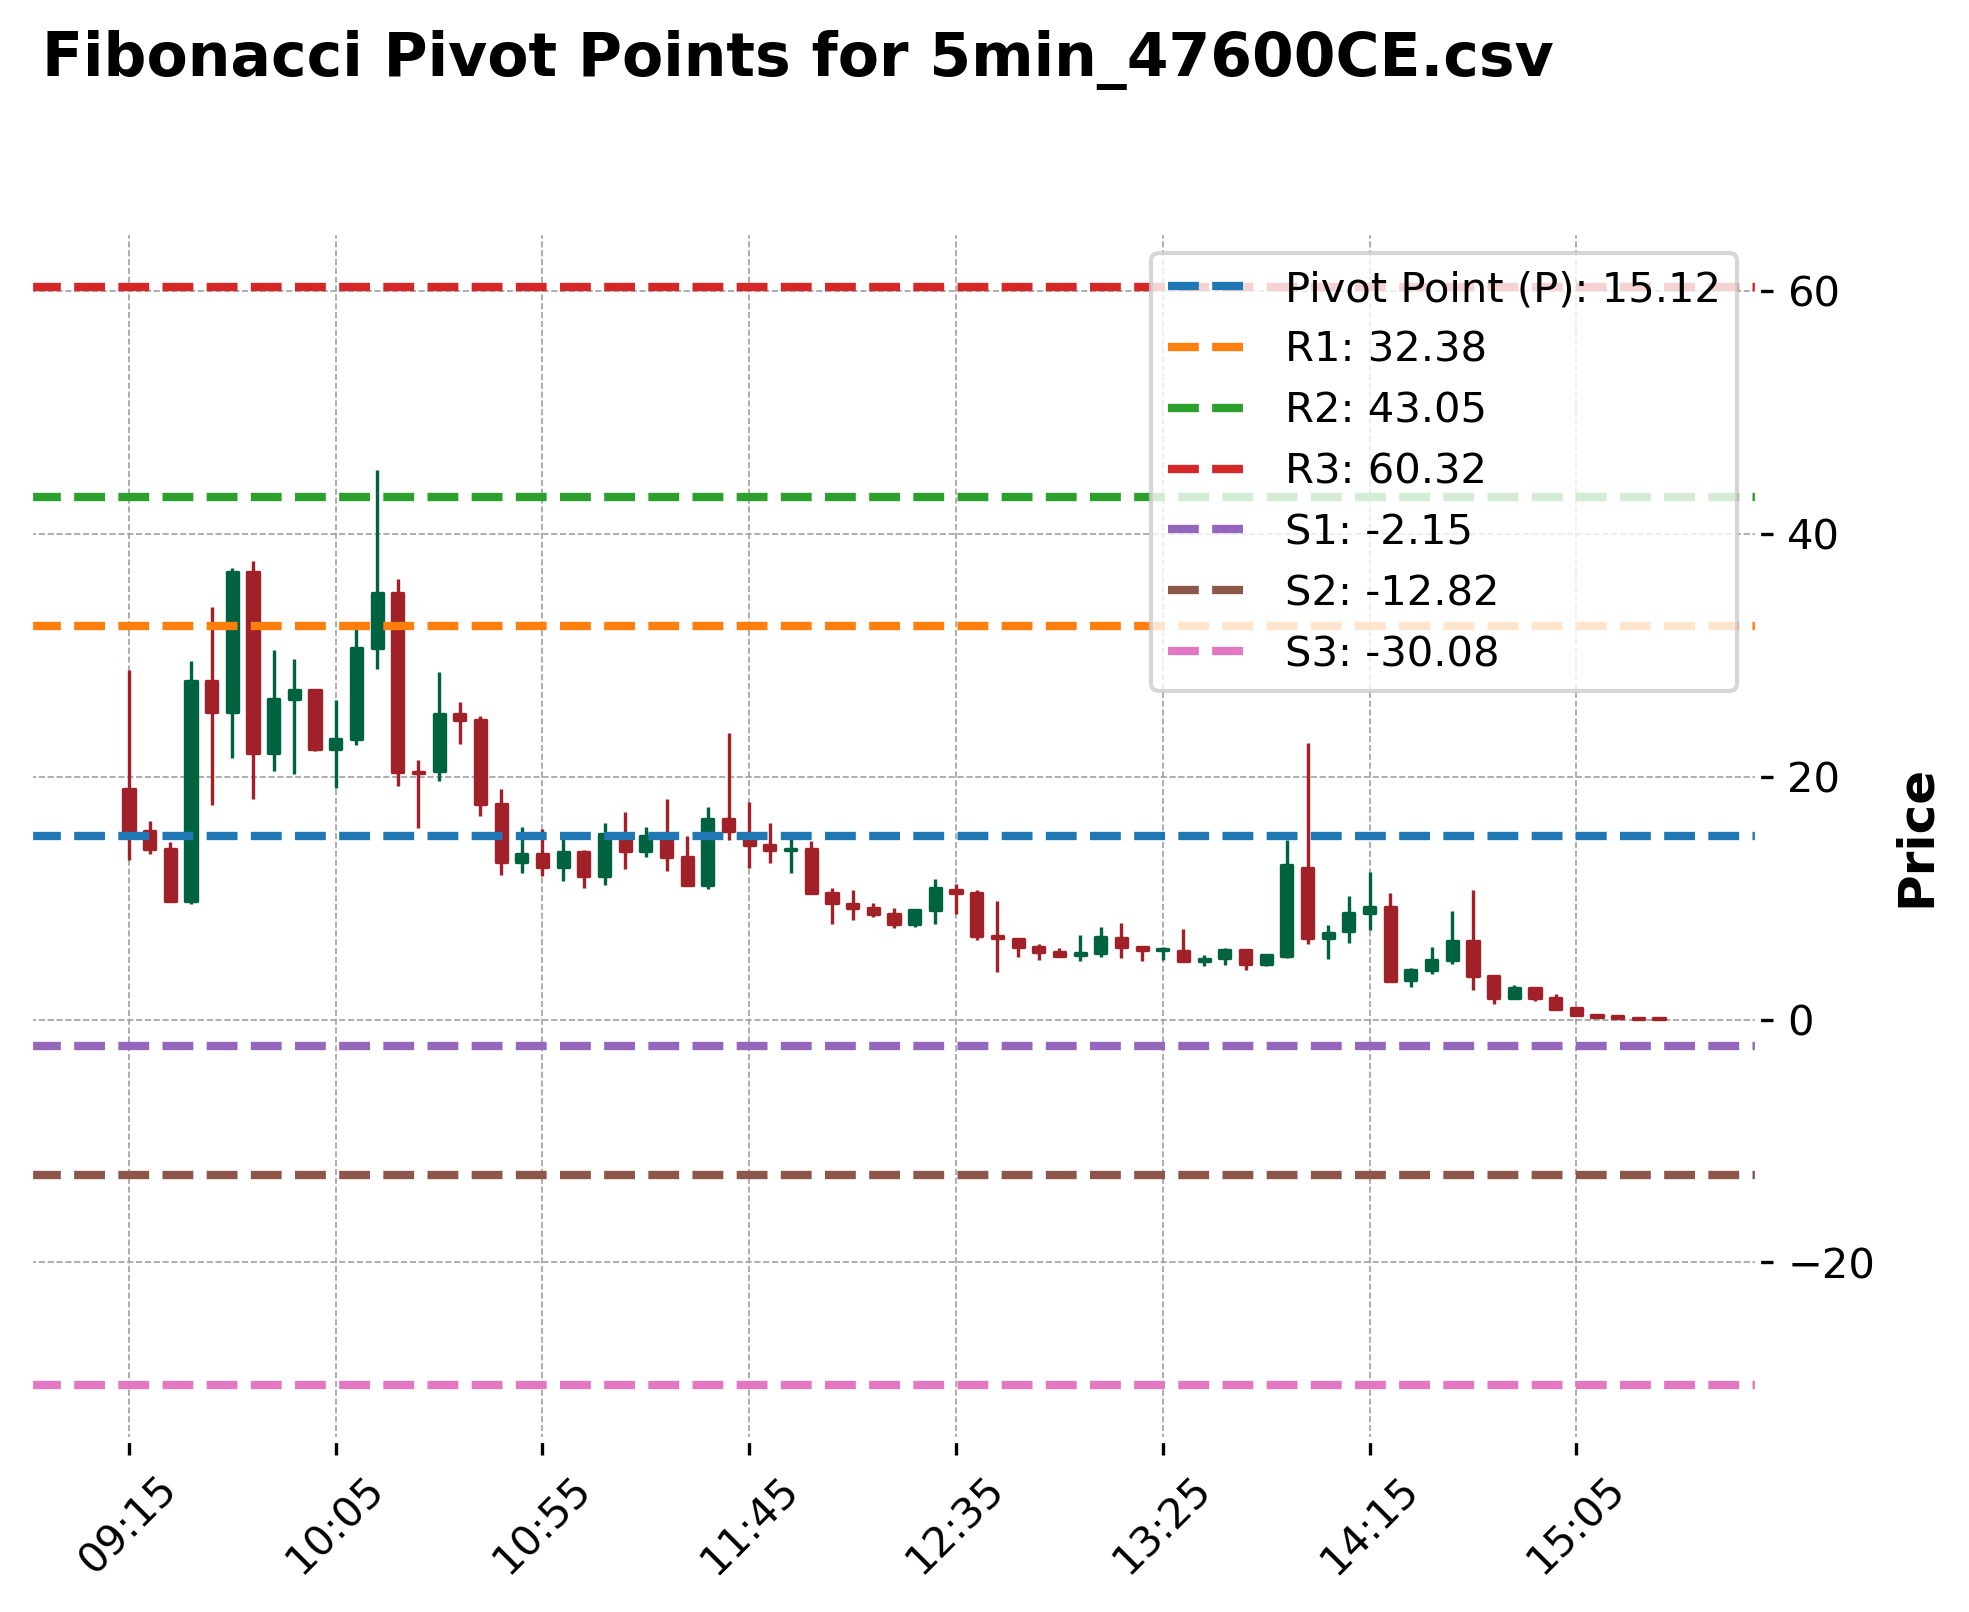 Fibonacci Pivot Points for 5min_47600CE.csv
Pivot Point (P): 15.12
R1: 32.38
R2: 43.05
R3: 60.32
S1: -2.15
S2: -12.82
S3: -30.08
60
40
20
0
−20
Price
09:15
10:05
10:55
11:45
12:35
13:25
14:15
15:05